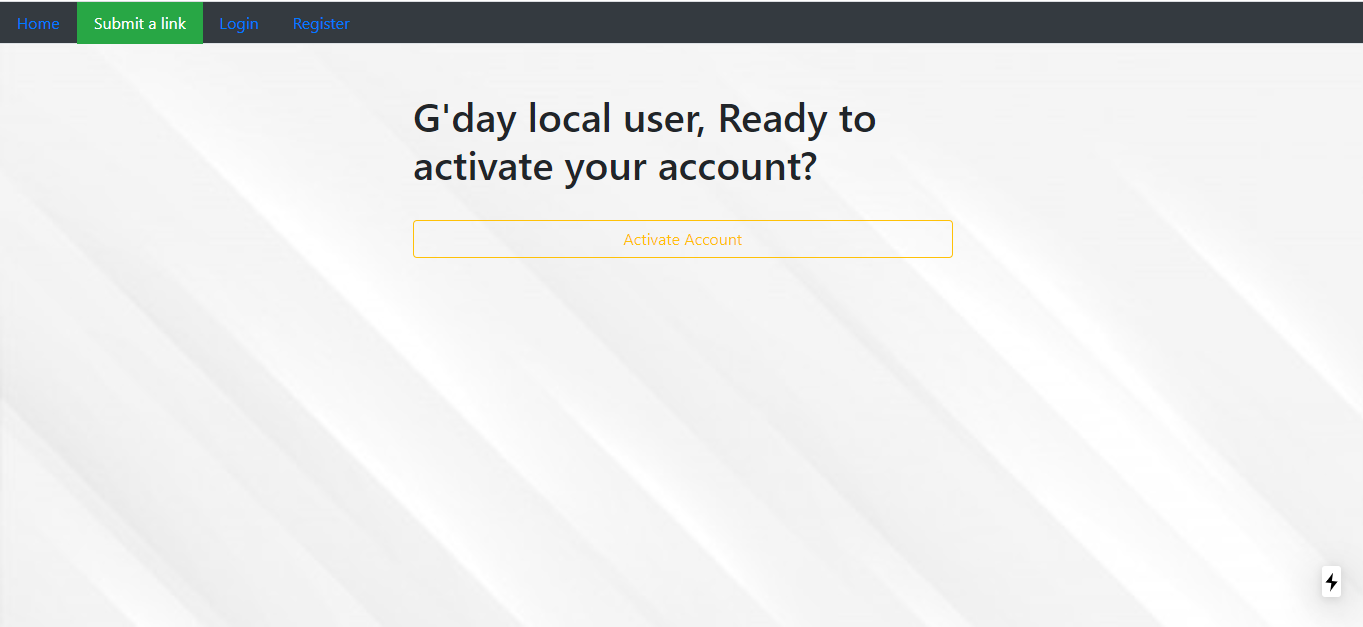 Home Submit a link Login Register
G'day local user, Ready to
activate your account?
Activate Account